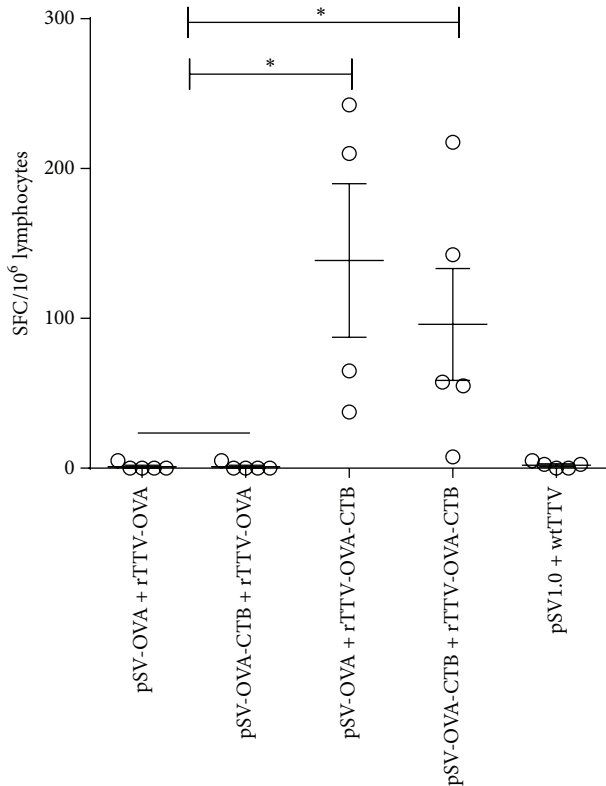 300
*
*
200
100
0
SFC/10⁶ lymphocytes
pSV-OVA + rTTV-OVA
pSV-OVA-CTB + rTTV-OVA
pSV-OVA + rTTV-OVA-CTB
pSV-OVA-CTB + rTTV-OVA-CTB
pSV1.0 + wtTTV